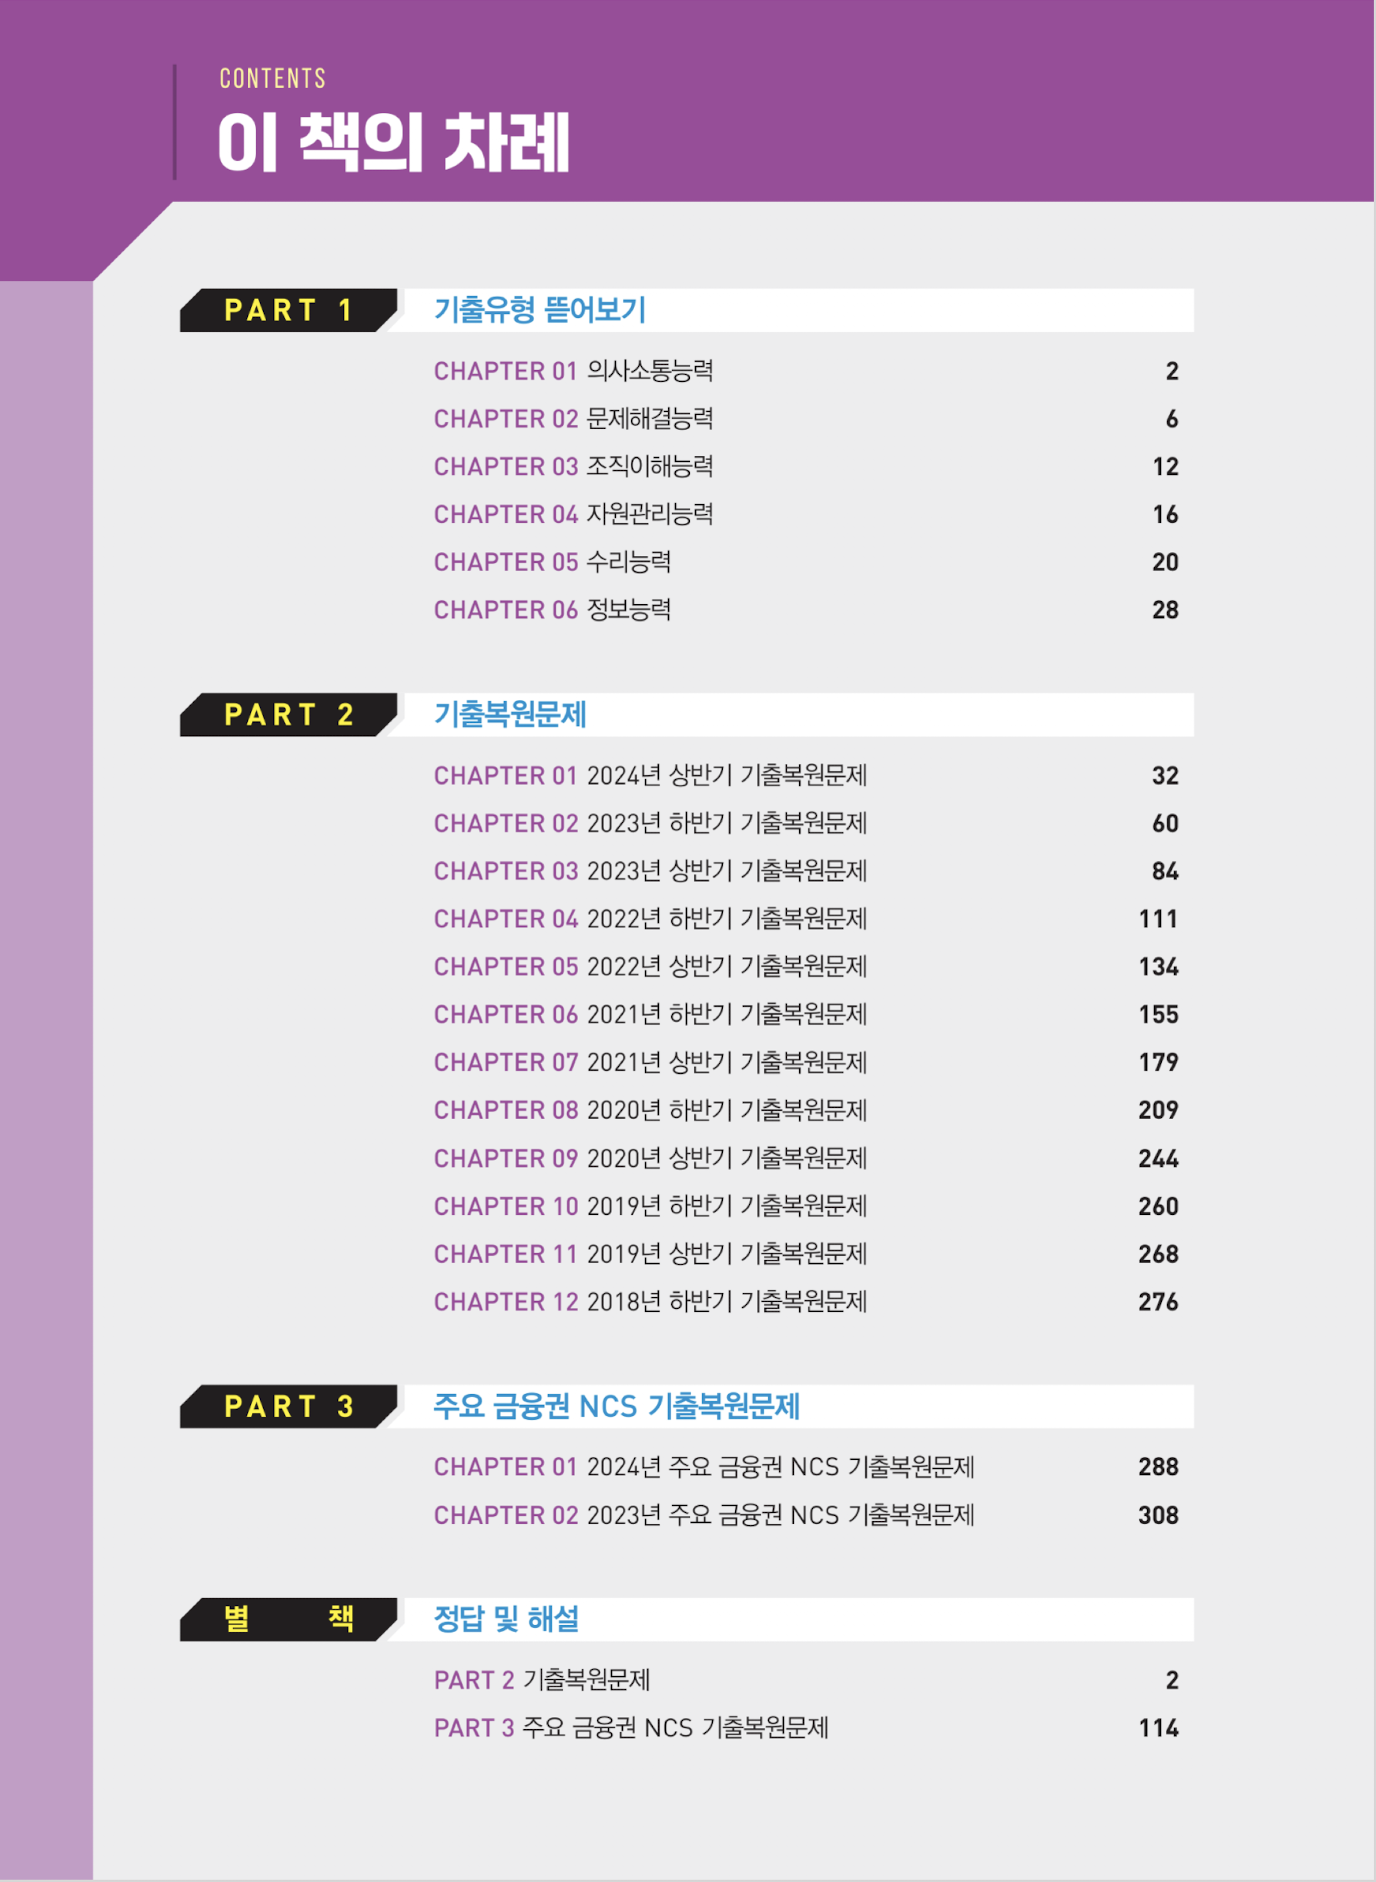 CONTENTS
이 책의 차례
PART 1 기출유형 뜯어보기
CHAPTER 01 의사소통능력 2
CHAPTER 02 문제해결능력 6
CHAPTER 03 조직이해능력 12
CHAPTER 04 자원관리능력 16
CHAPTER 05 수리능력 20
CHAPTER 06 정보능력 28
PART 2 기출복원문제
CHAPTER 01 2024년 상반기 기출복원문제 32
CHAPTER 02 2023년 하반기 기출복원문제 60
CHAPTER 03 2023년 상반기 기출복원문제 84
CHAPTER 04 2022년 하반기 기출복원문제 111
CHAPTER 05 2022년 상반기 기출복원문제 134
CHAPTER 06 2021년 하반기 기출복원문제 155
CHAPTER 07 2021년 상반기 기출복원문제 179
CHAPTER 08 2020년 하반기 기출복원문제 209
CHAPTER 09 2020년 상반기 기출복원문제 244
CHAPTER 10 2019년 하반기 기출복원문제 260
CHAPTER 11 2019년 상반기 기출복원문제 268
CHAPTER 12 2018년 하반기 기출복원문제 276
PART 3 주요 금융권 NCS 기출복원문제
CHAPTER 01 2024년 주요 금융권 NCS 기출복원문제 288
CHAPTER 02 2023년 주요 금융권 NCS 기출복원문제 308
별 책 정답 및 해설
PART 2 기출복원문제 2
PART 3 주요 금융권 NCS 기출복원문제 114